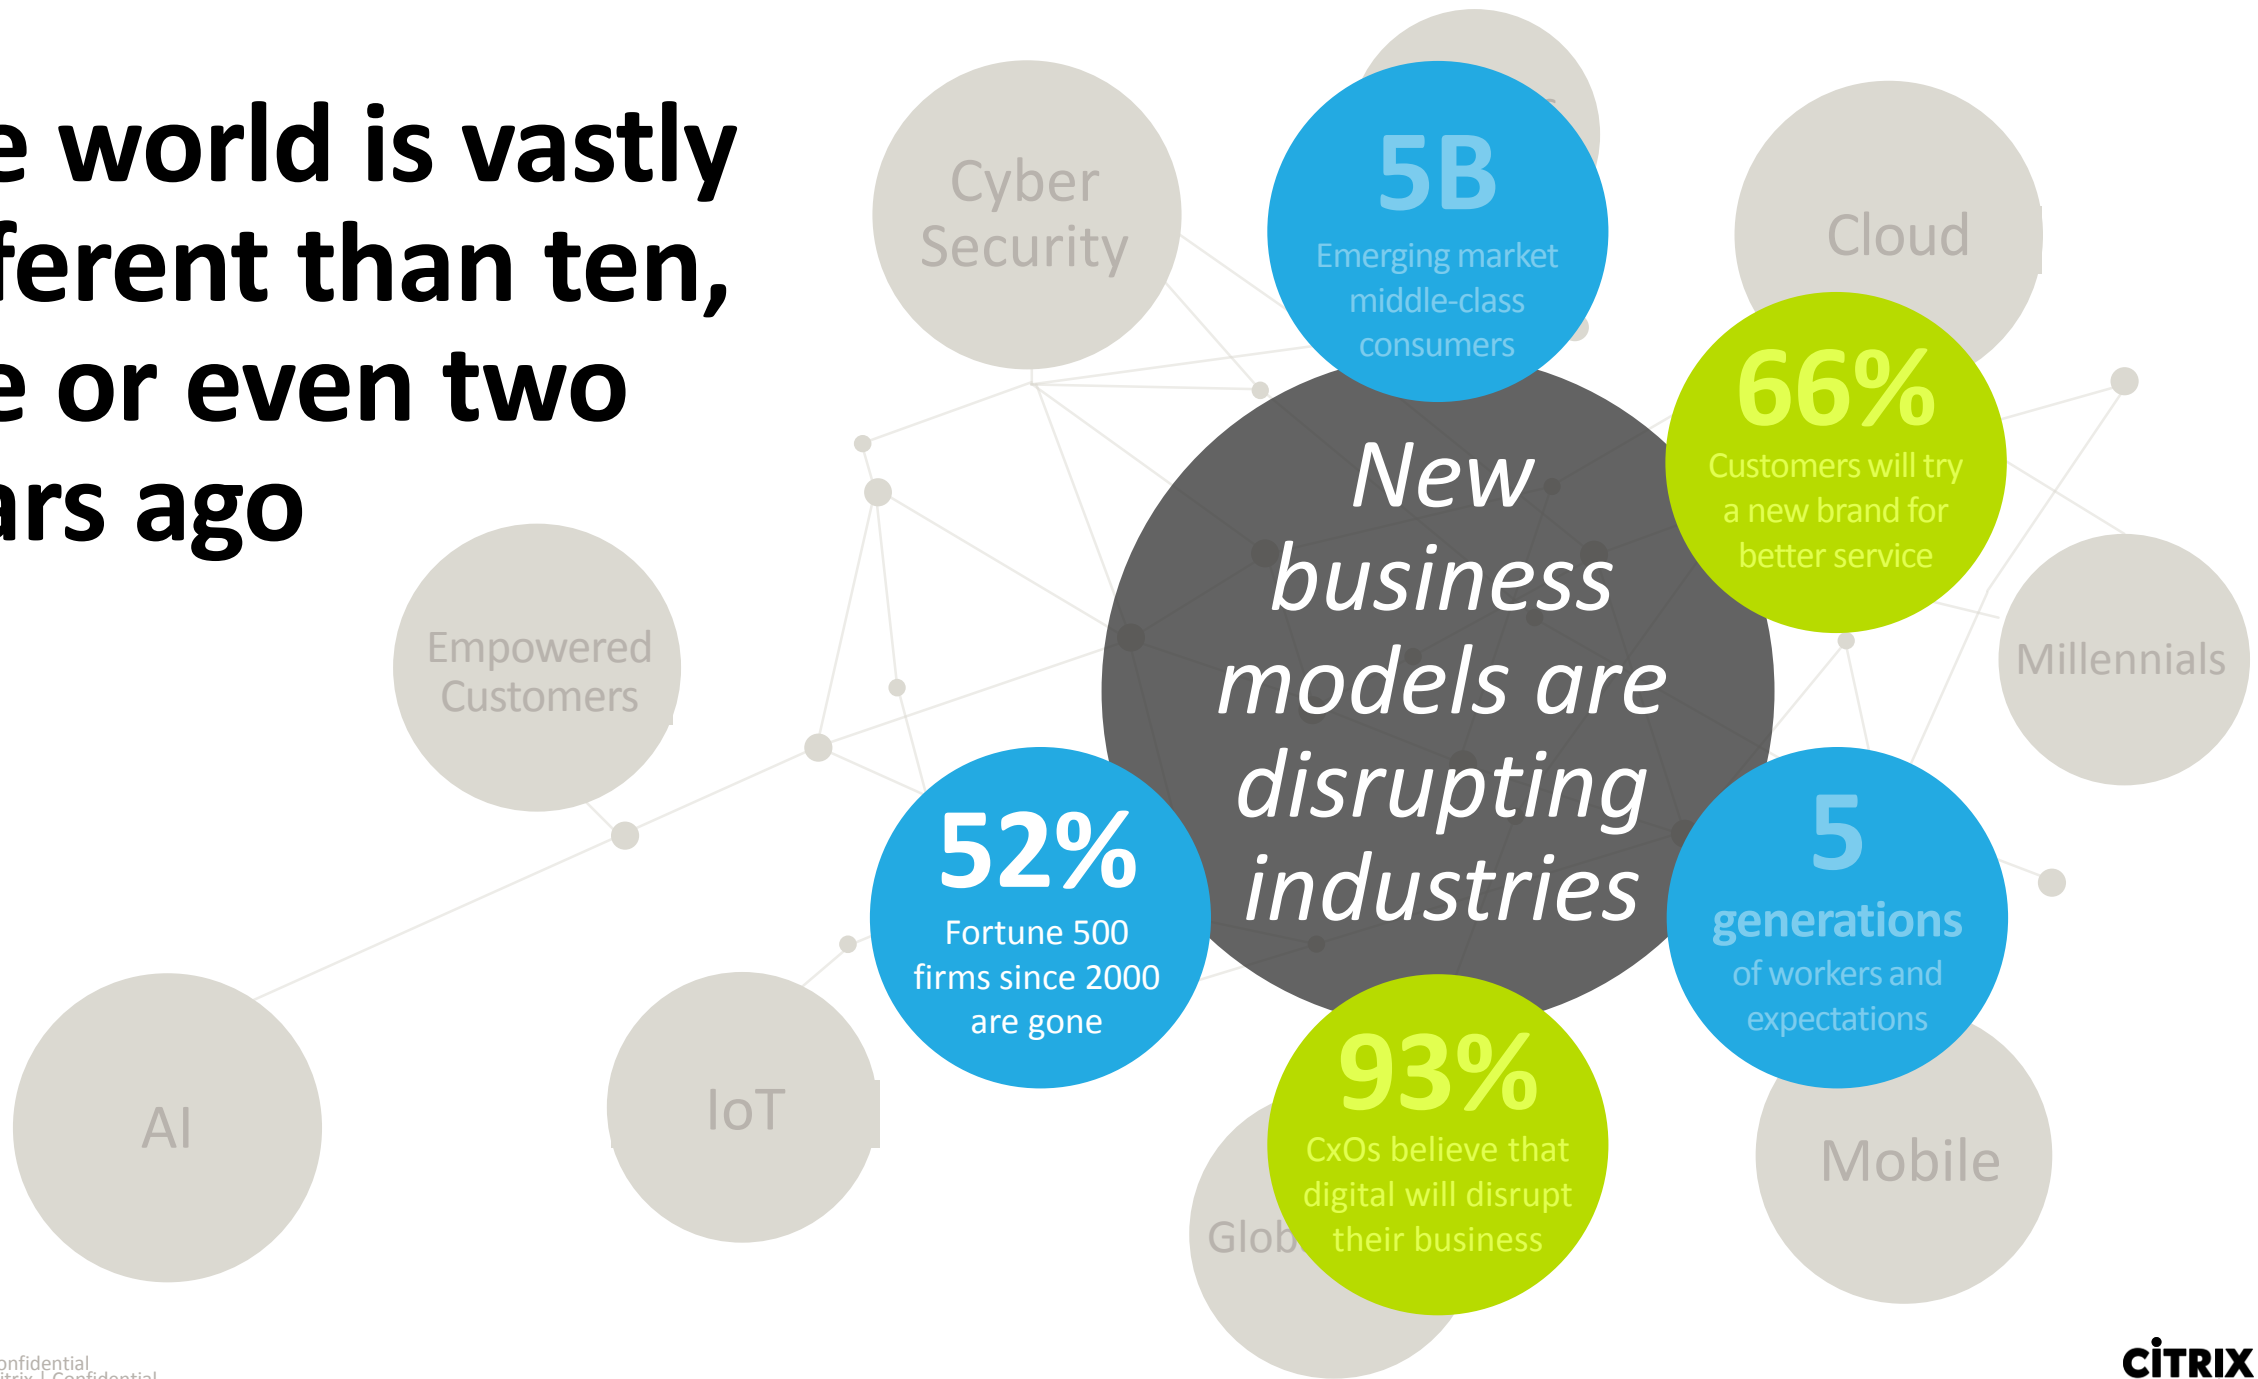 e world is vastly
ferent than ten,
e or even two
ars ago
Cyber
Security
5B
Emerging market
middle-class
consumers
Cloud
66%
Customers will try
a new brand for
better service
New
business
models are
disrupting
industries
Empowered
Customers
Millennials
52%
Fortune 500
firms since 2000
are gone
5
generations
of workers and
expectations
93%
CxOs believe that
digital will disrupt
their business
AI
IoT
Glob
Mobile
onfidential
itrix | Confidential
CITRIX